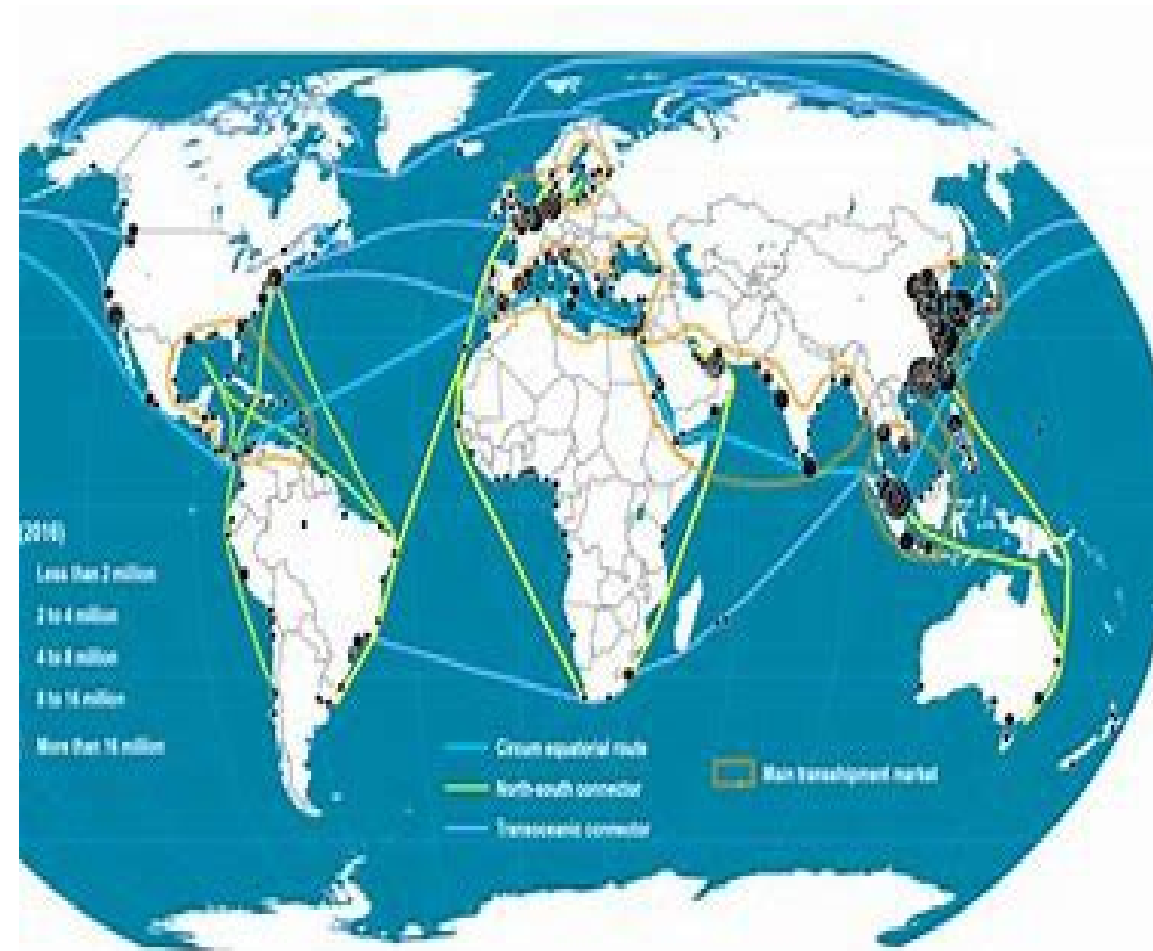 (2016)
Less than 2 million
2 to 4 million
4 to 8 million
8 to 16 million
More than 16 million
Circum equatorial route
North-south connector
Transoceanic connector
Main transshipment market